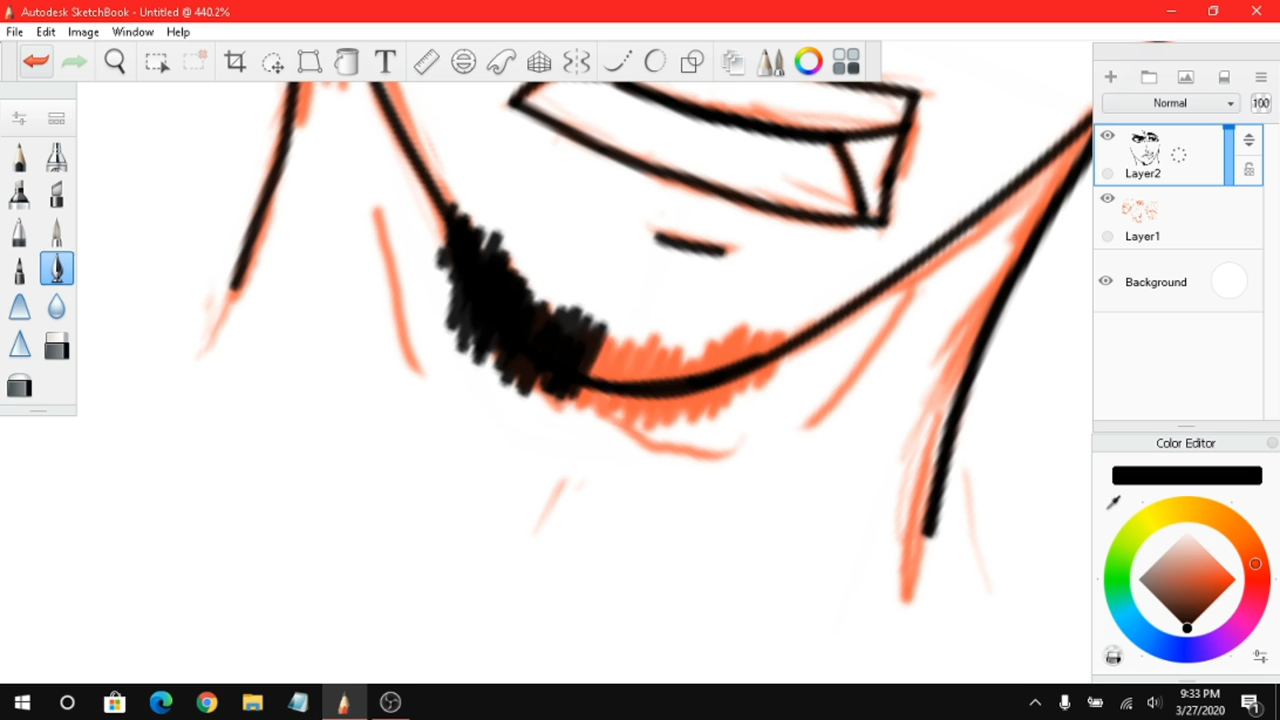 Autodesk SketchBook - Untitled @ 440.2%
File Edit Image Window Help
T
Normal 100
Layer2
Layer1
Background
Color Editor
9:33 PM
3/27/2020
1